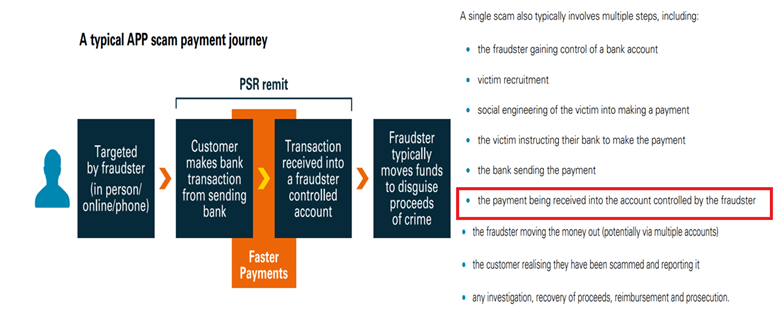 A typical APP scam payment journey
PSR remit
Targeted
by fraudster
(in person/
online/phone)
Customer
makes bank
transaction
from sending
bank
Transaction
received into
a fraudster
controlled
account
Fraudster
typically
moves funds
to disguise
proceeds
of crime
Faster
Payments
A single scam also typically involves multiple steps, including:
• the fraudster gaining control of a bank account
• victim recruitment
• social engineering of the victim into making a payment
• the victim instructing their bank to make the payment
• the bank sending the payment
• the payment being received into the account controlled by the fraudster
• the fraudster moving the money out (potentially via multiple accounts)
• the customer realising they have been scammed and reporting it
• any investigation, recovery of proceeds, reimbursement and prosecution.